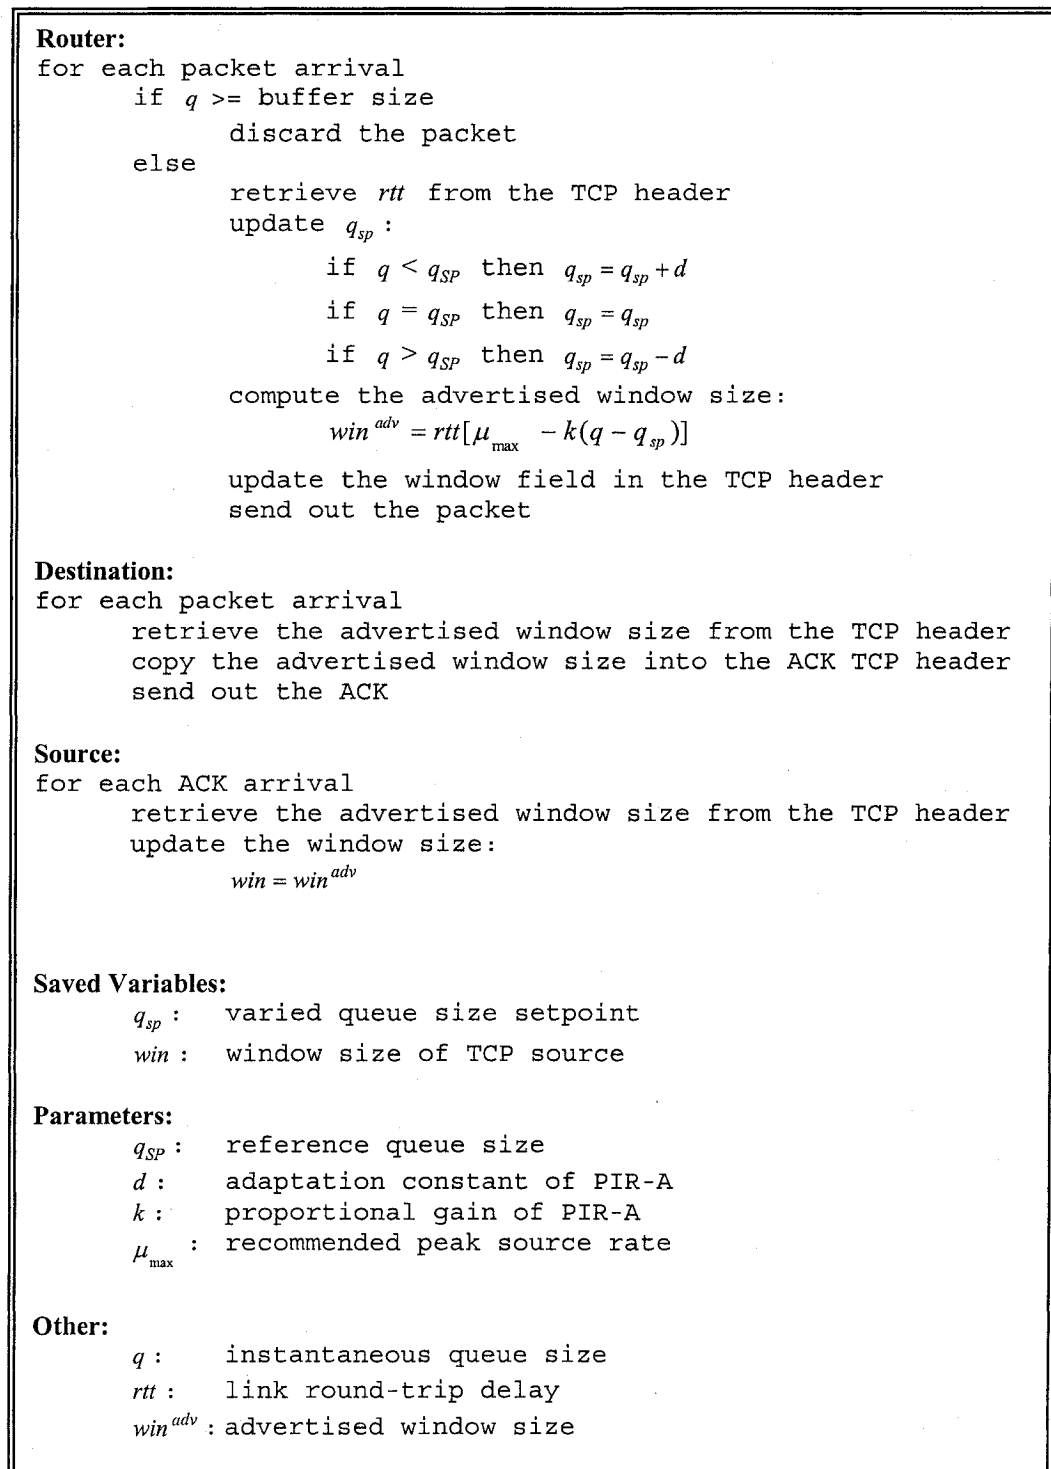 Router:
for each packet arrival
if q >= buffer size
discard the packet
else
retrieve rtt from the TCP header
update q_sp :
if q < q_SP then q_sp = q_sp + d
if q = q_SP then q_sp = q_sp
if q > q_SP then q_sp = q_sp − d
compute the advertised window size:
win^adv = rtt[μ_max − k(q − q_sp)]
update the window field in the TCP header
send out the packet
Destination:
for each packet arrival
retrieve the advertised window size from the TCP header
copy the advertised window size into the ACK TCP header
send out the ACK
Source:
for each ACK arrival
retrieve the advertised window size from the TCP header
update the window size:
win = win^adv
Saved Variables:
q_sp : varied queue size setpoint
win : window size of TCP source
Parameters:
q_SP : reference queue size
d : adaptation constant of PIR-A
k : proportional gain of PIR-A
μ_max : recommended peak source rate
Other:
q : instantaneous queue size
rtt : link round-trip delay
win^adv : advertised window size